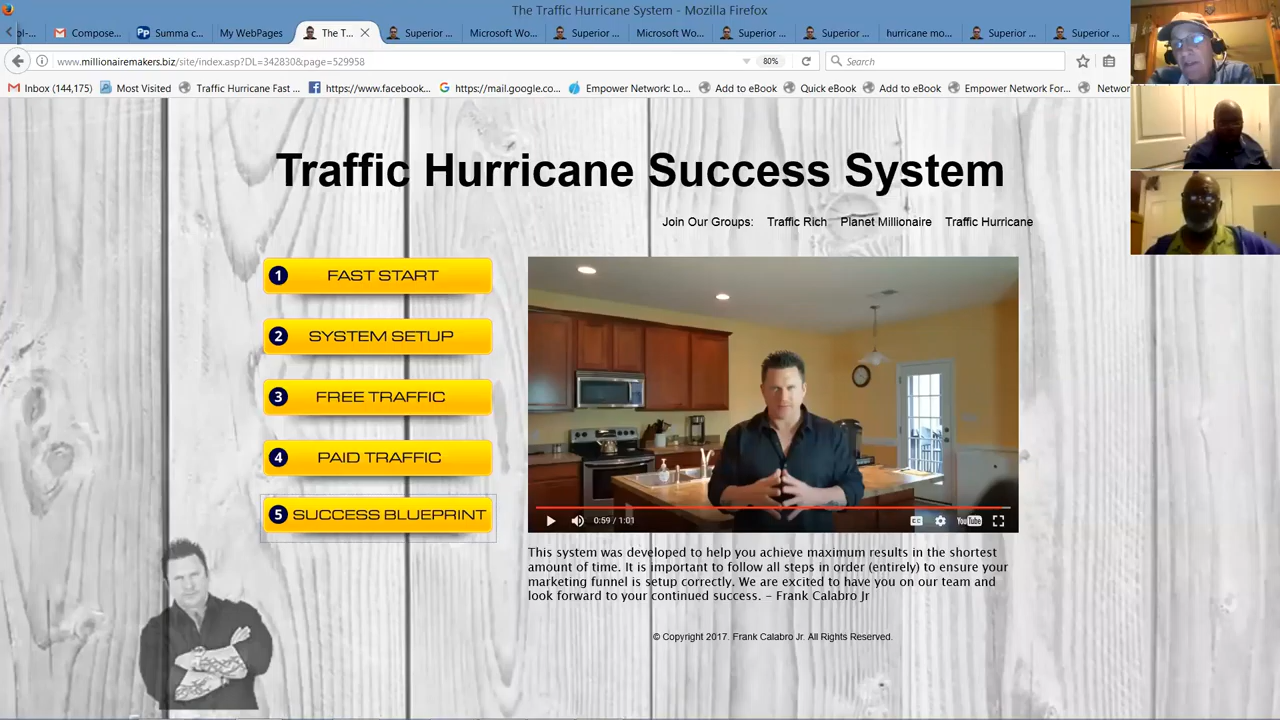 The Traffic Hurricane System - Mozilla Firefox
ol-...
Compose...
Summa c...
My WebPages
The T...
Superior ...
Microsoft Wo...
Superior ...
Microsoft Wo...
Superior ...
Superior ...
hurricane mo...
Superior ...
Superior ...
www.millionairemakers.biz/site/index.asp?DL=342830&page=529958
80%
Search
Inbox (144,175)
Most Visited
Traffic Hurricane Fast ...
https://www.facebook...
https://mail.google.co...
Empower Network: Lo...
Add to eBook
Quick eBook
Add to eBook
Empower Network For...
Networ
Traffic Hurricane Success System
Join Our Groups: Traffic Rich Planet Millionaire Traffic Hurricane
1 FAST START
2 SYSTEM SETUP
3 FREE TRAFFIC
4 PAID TRAFFIC
5 SUCCESS BLUEPRINT
0:59 / 1:01
CC
YouTube
This system was developed to help you achieve maximum results in the shortest
amount of time. It is important to follow all steps in order (entirely) to ensure your
marketing funnel is setup correctly. We are excited to have you on our team and
look forward to your continued success. – Frank Calabro Jr
© Copyright 2017. Frank Calabro Jr. All Rights Reserved.